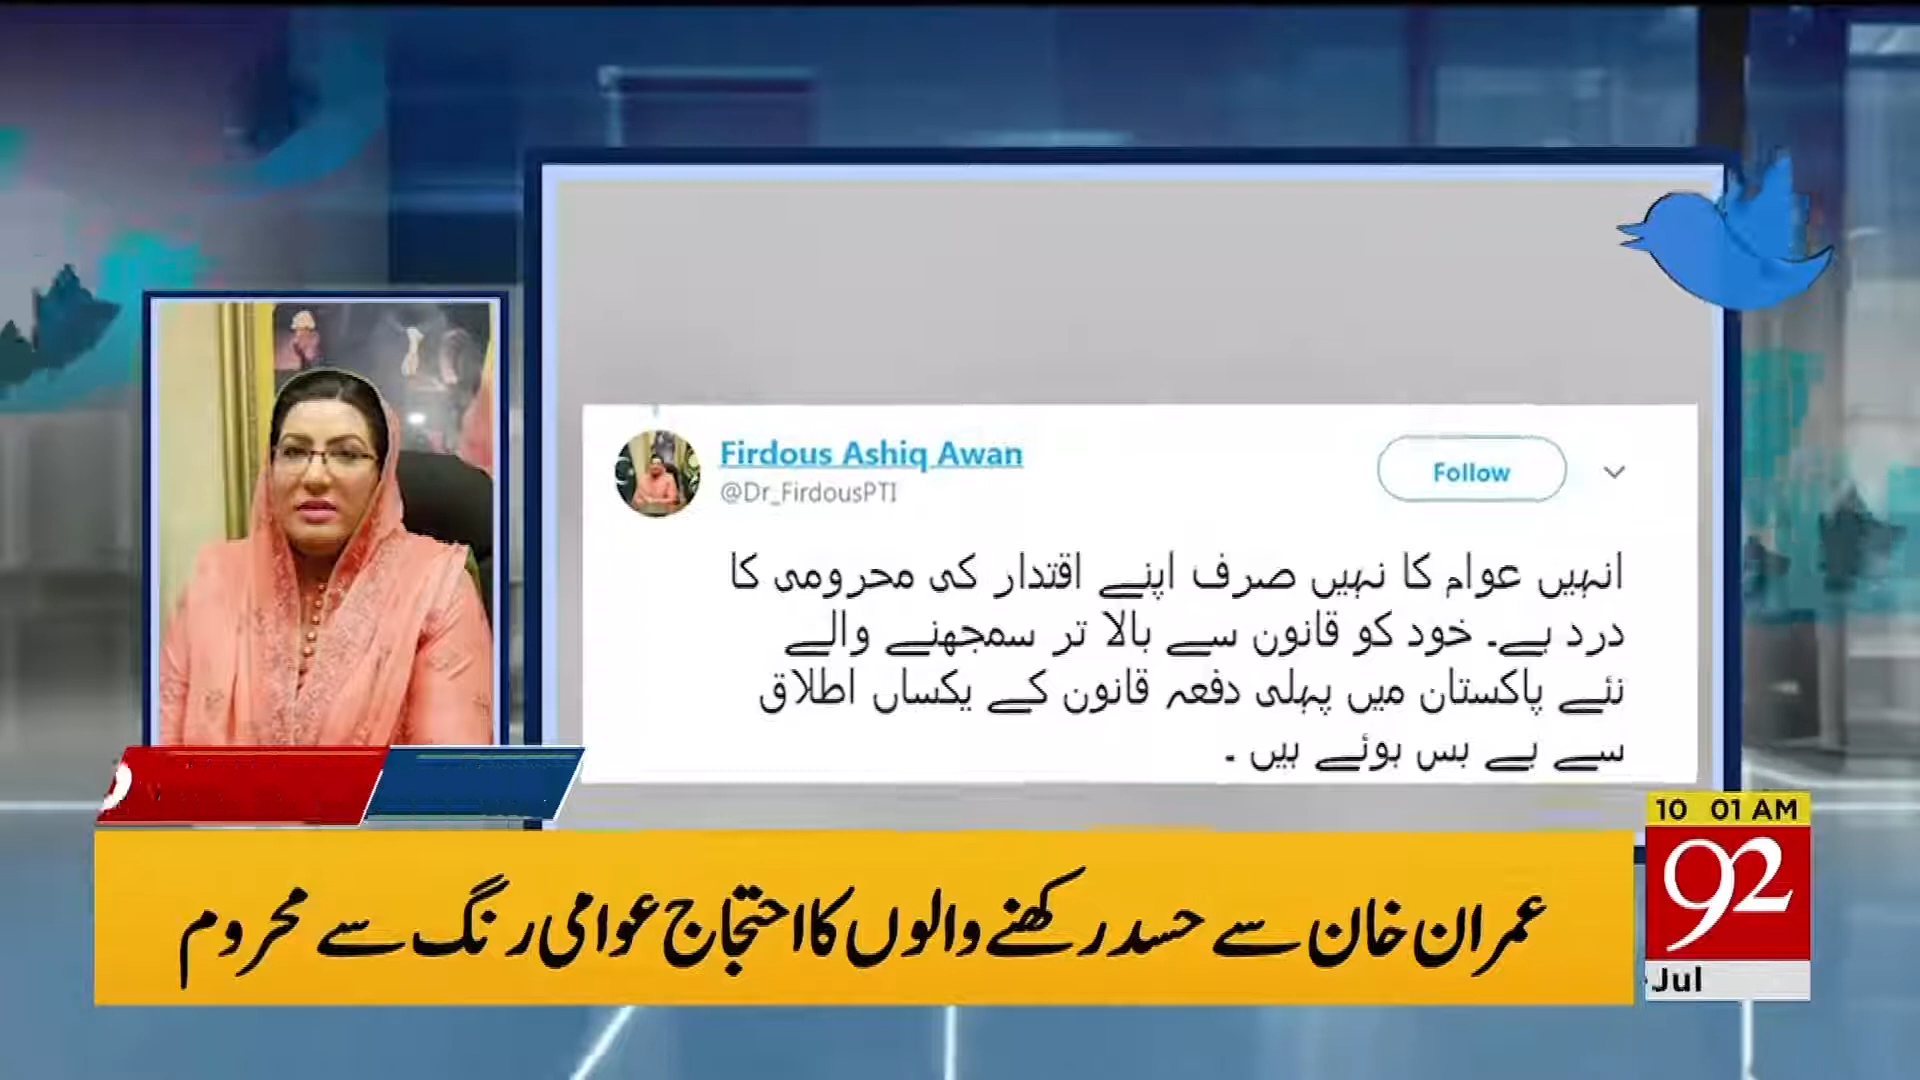 Firdous Ashiq Awan
@Dr_FirdousPTI
Follow
انہیں عوام کا نہیں صرف اپنے اقتدار کی محرومی کا
درد ہے۔ خود کو قانون سے بالا تر سمجھنے والے
نئے پاکستان میں پہلی دفعہ قانون کے یکساں اطلاق
سے بے بس ہوئے ہیں ۔
10 01 AM
92
Jul
عمران خان سے حسد رکھنے والوں کا احتجاج عوامی رنگ سے محروم